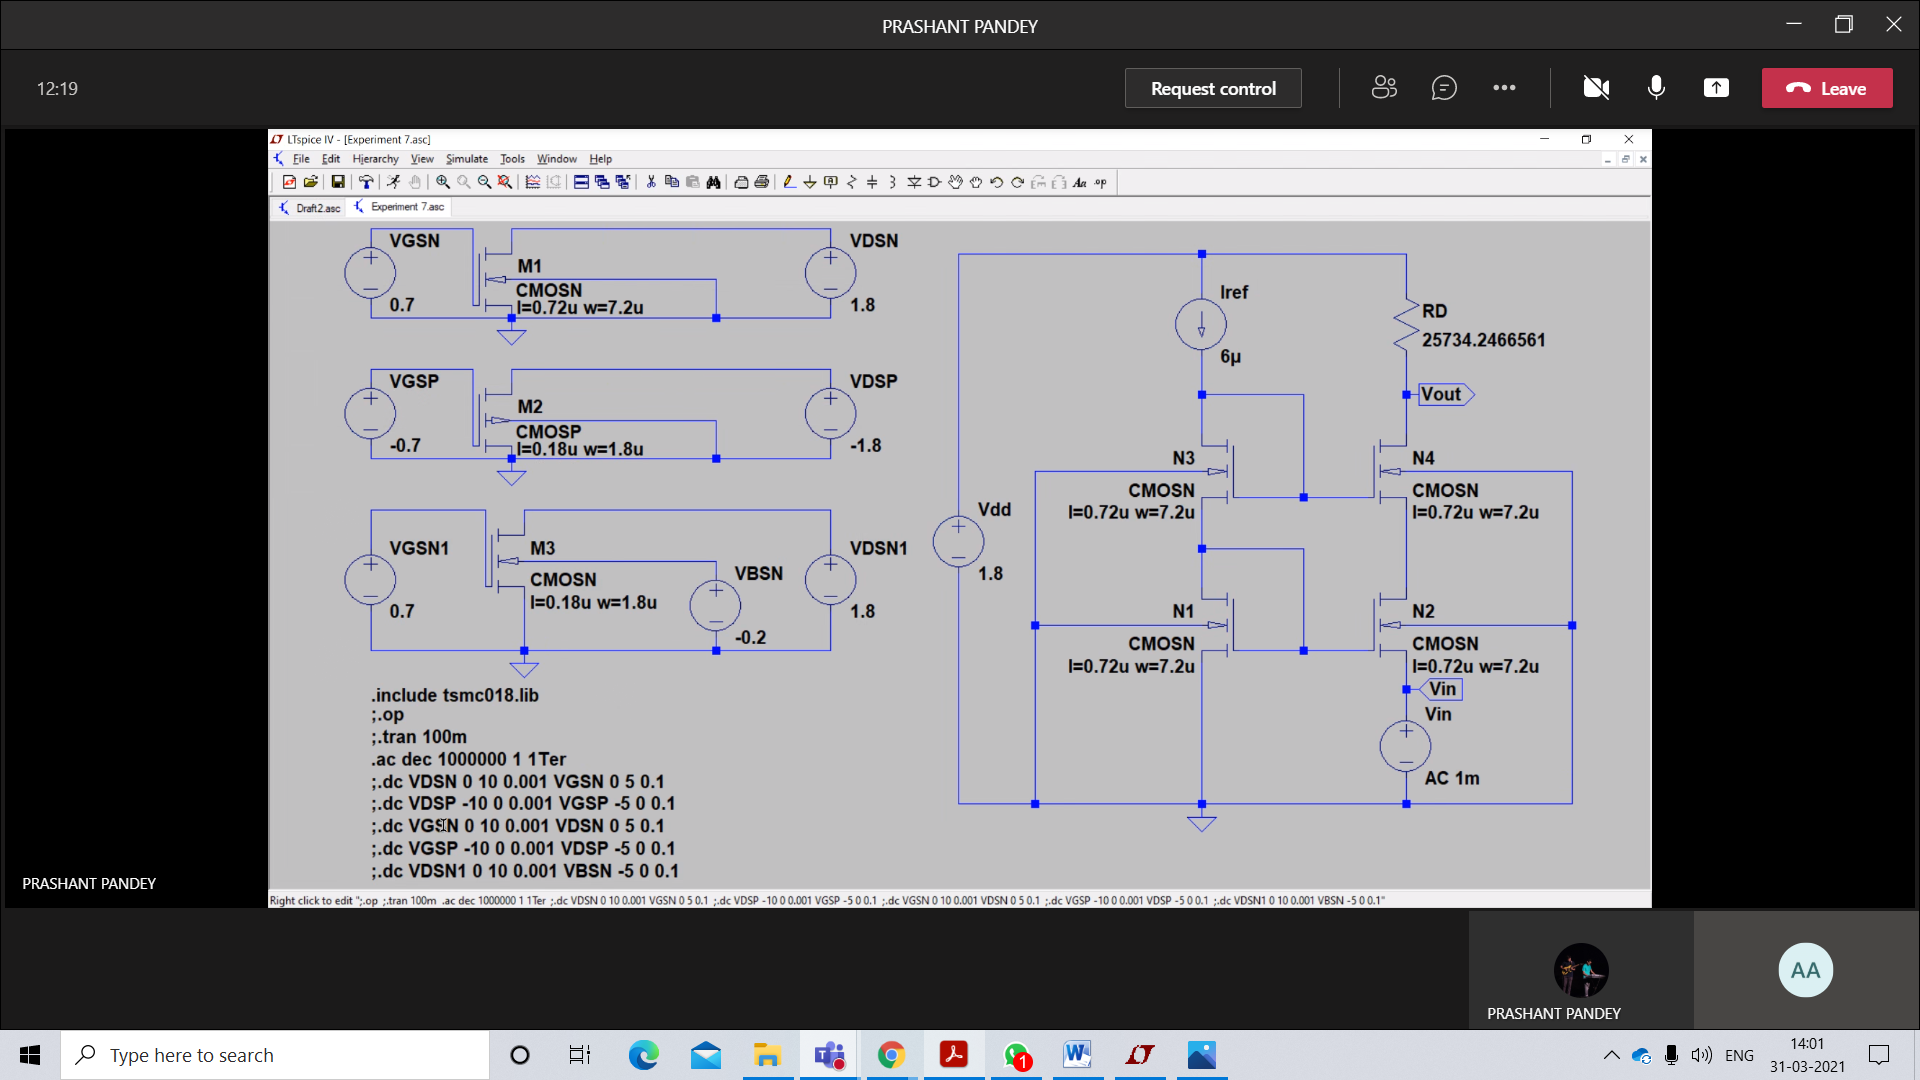 PRASHANT PANDEY
12:19
Request control
Leave
LTspice IV - [Experiment 7.asc]
File Edit Hierarchy View Simulate Tools Window Help
Draft2.asc Experiment 7.asc
VGSN
0.7
M1
CMOSN
l=0.72u w=7.2u
VDSN
1.8
VGSP
-0.7
M2
CMOSP
l=0.18u w=1.8u
VDSP
-1.8
VGSN1
0.7
M3
CMOSN
l=0.18u w=1.8u
VBSN
-0.2
VDSN1
1.8
.include tsmc018.lib
;.op
;.tran 100m
.ac dec 1000000 1 1Ter
;.dc VDSN 0 10 0.001 VGSN 0 5 0.1
;.dc VDSP -10 0 0.001 VGSP -5 0 0.1
;.dc VGSN 0 10 0.001 VDSN 0 5 0.1
;.dc VGSP -10 0 0.001 VDSP -5 0 0.1
;.dc VDSN1 0 10 0.001 VBSN -5 0 0.1
Vdd
1.8
Iref
6µ
RD
25734.2466561
Vout
N3
CMOSN
l=0.72u w=7.2u
N4
CMOSN
l=0.72u w=7.2u
N1
CMOSN
l=0.72u w=7.2u
N2
CMOSN
l=0.72u w=7.2u
Vin
Vin
AC 1m
Right click to edit ";.op ;.tran 100m .ac dec 1000000 1 1Ter ;.dc VDSN 0 10 0.001 VGSN 0 5 0.1 ;.dc VDSP -10 0 0.001 VGSP -5 0 0.1 ;.dc VGSN 0 10 0.001 VDSN 0 5 0.1 ;.dc VGSP -10 0 0.001 VDSP -5 0 0.1 ;.dc VDSN1 0 10 0.001 VBSN -5 0 0.1"
PRASHANT PANDEY
PRASHANT PANDEY
AA
Type here to search
1
ENG
14:01
31-03-2021